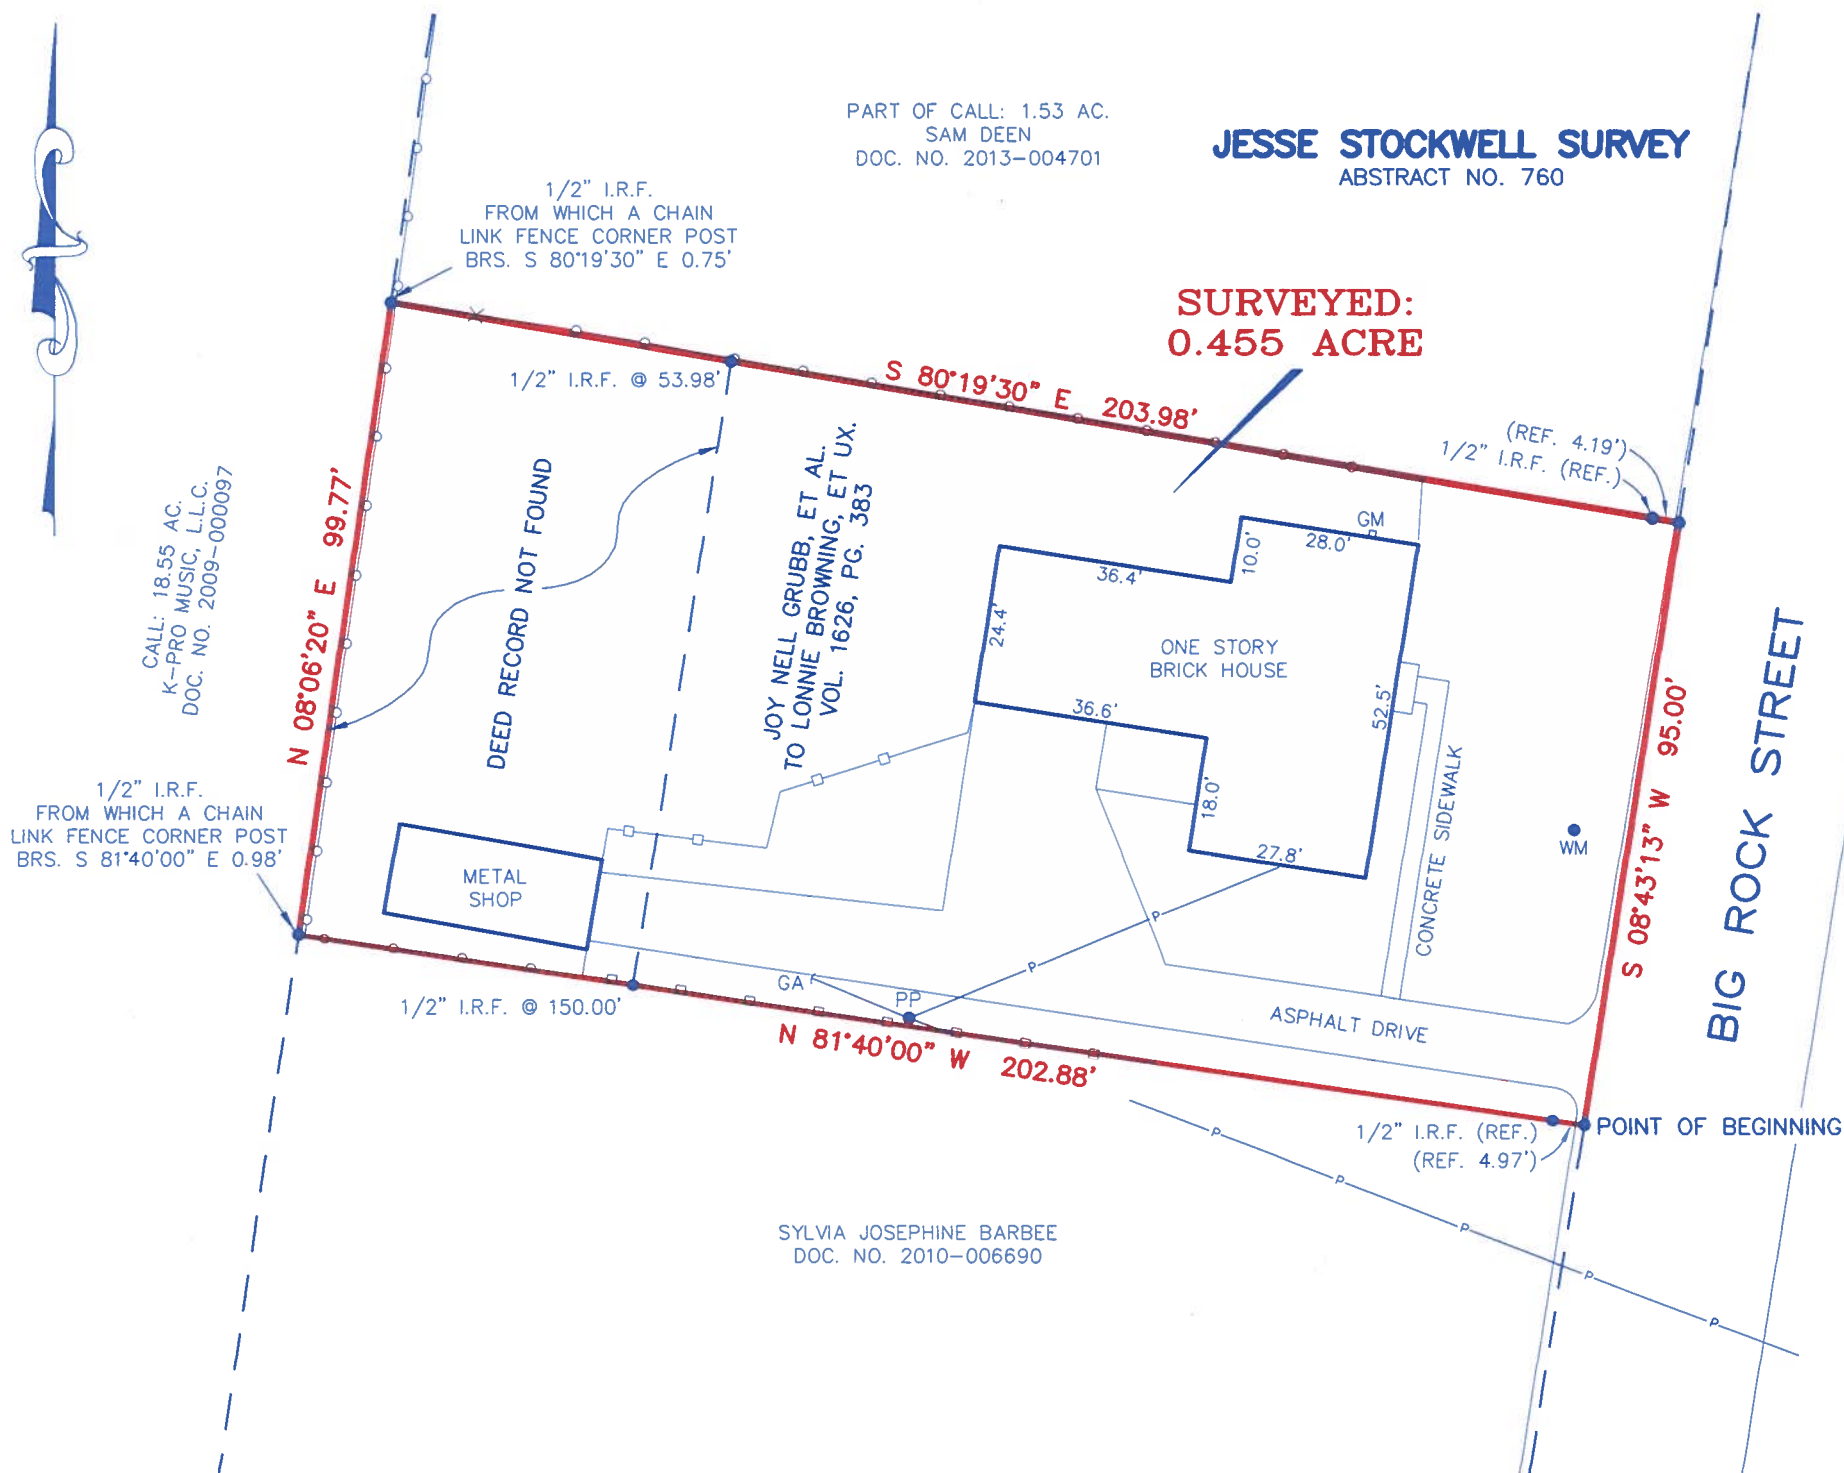 PART OF CALL: 1.53 AC.
SAM DEEN
DOC. NO. 2013-004701
JESSE STOCKWELL SURVEY
ABSTRACT NO. 760
1/2" I.R.F.
FROM WHICH A CHAIN
LINK FENCE CORNER POST
BRS. S 80°19'30" E 0.75'
SURVEYED:
0.455 ACRE
1/2" I.R.F. @ 53.98'
S 80°19'30" E 203.98'
(REF. 4.19')
1/2" I.R.F. (REF.)
CALL: 18.55 AC.
K-PRO MUSIC, L.L.C.
DOC. NO. 2009-000097
N 08°06'20" E 99.77'
DEED RECORD NOT FOUND
JOY NELL GRUBB, ET AL.
TO LONNIE BROWNING, ET UX.
VOL. 1626, PG. 383
GM
28.0'
10.0'
36.4'
24.4'
ONE STORY
BRICK HOUSE
36.6'
52.5'
18.0'
27.8'
CONCRETE SIDEWALK
WM
S 08°43'13" W 95.00'
BIG ROCK STREET
1/2" I.R.F.
FROM WHICH A CHAIN
LINK FENCE CORNER POST
BRS. S 81°40'00" E 0.98'
METAL
SHOP
P
P
GA
PP
1/2" I.R.F. @ 150.00'
ASPHALT DRIVE
N 81°40'00" W 202.88'
1/2" I.R.F. (REF.)
(REF. 4.97')
POINT OF BEGINNING
P
P
P
P
P
SYLVIA JOSEPHINE BARBEE
DOC. NO. 2010-006690